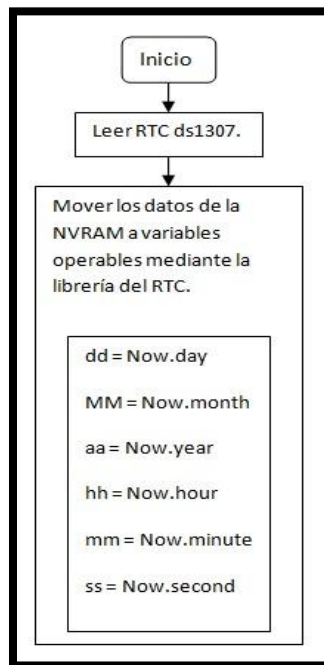 Inicio
Leer RTC ds1307.
Mover los datos de la
NVRAM a variables
operables mediante la
librería del RTC.
dd = Now.day
MM = Now.month
aa = Now.year
hh = Now.hour
mm = Now.minute
ss = Now.second